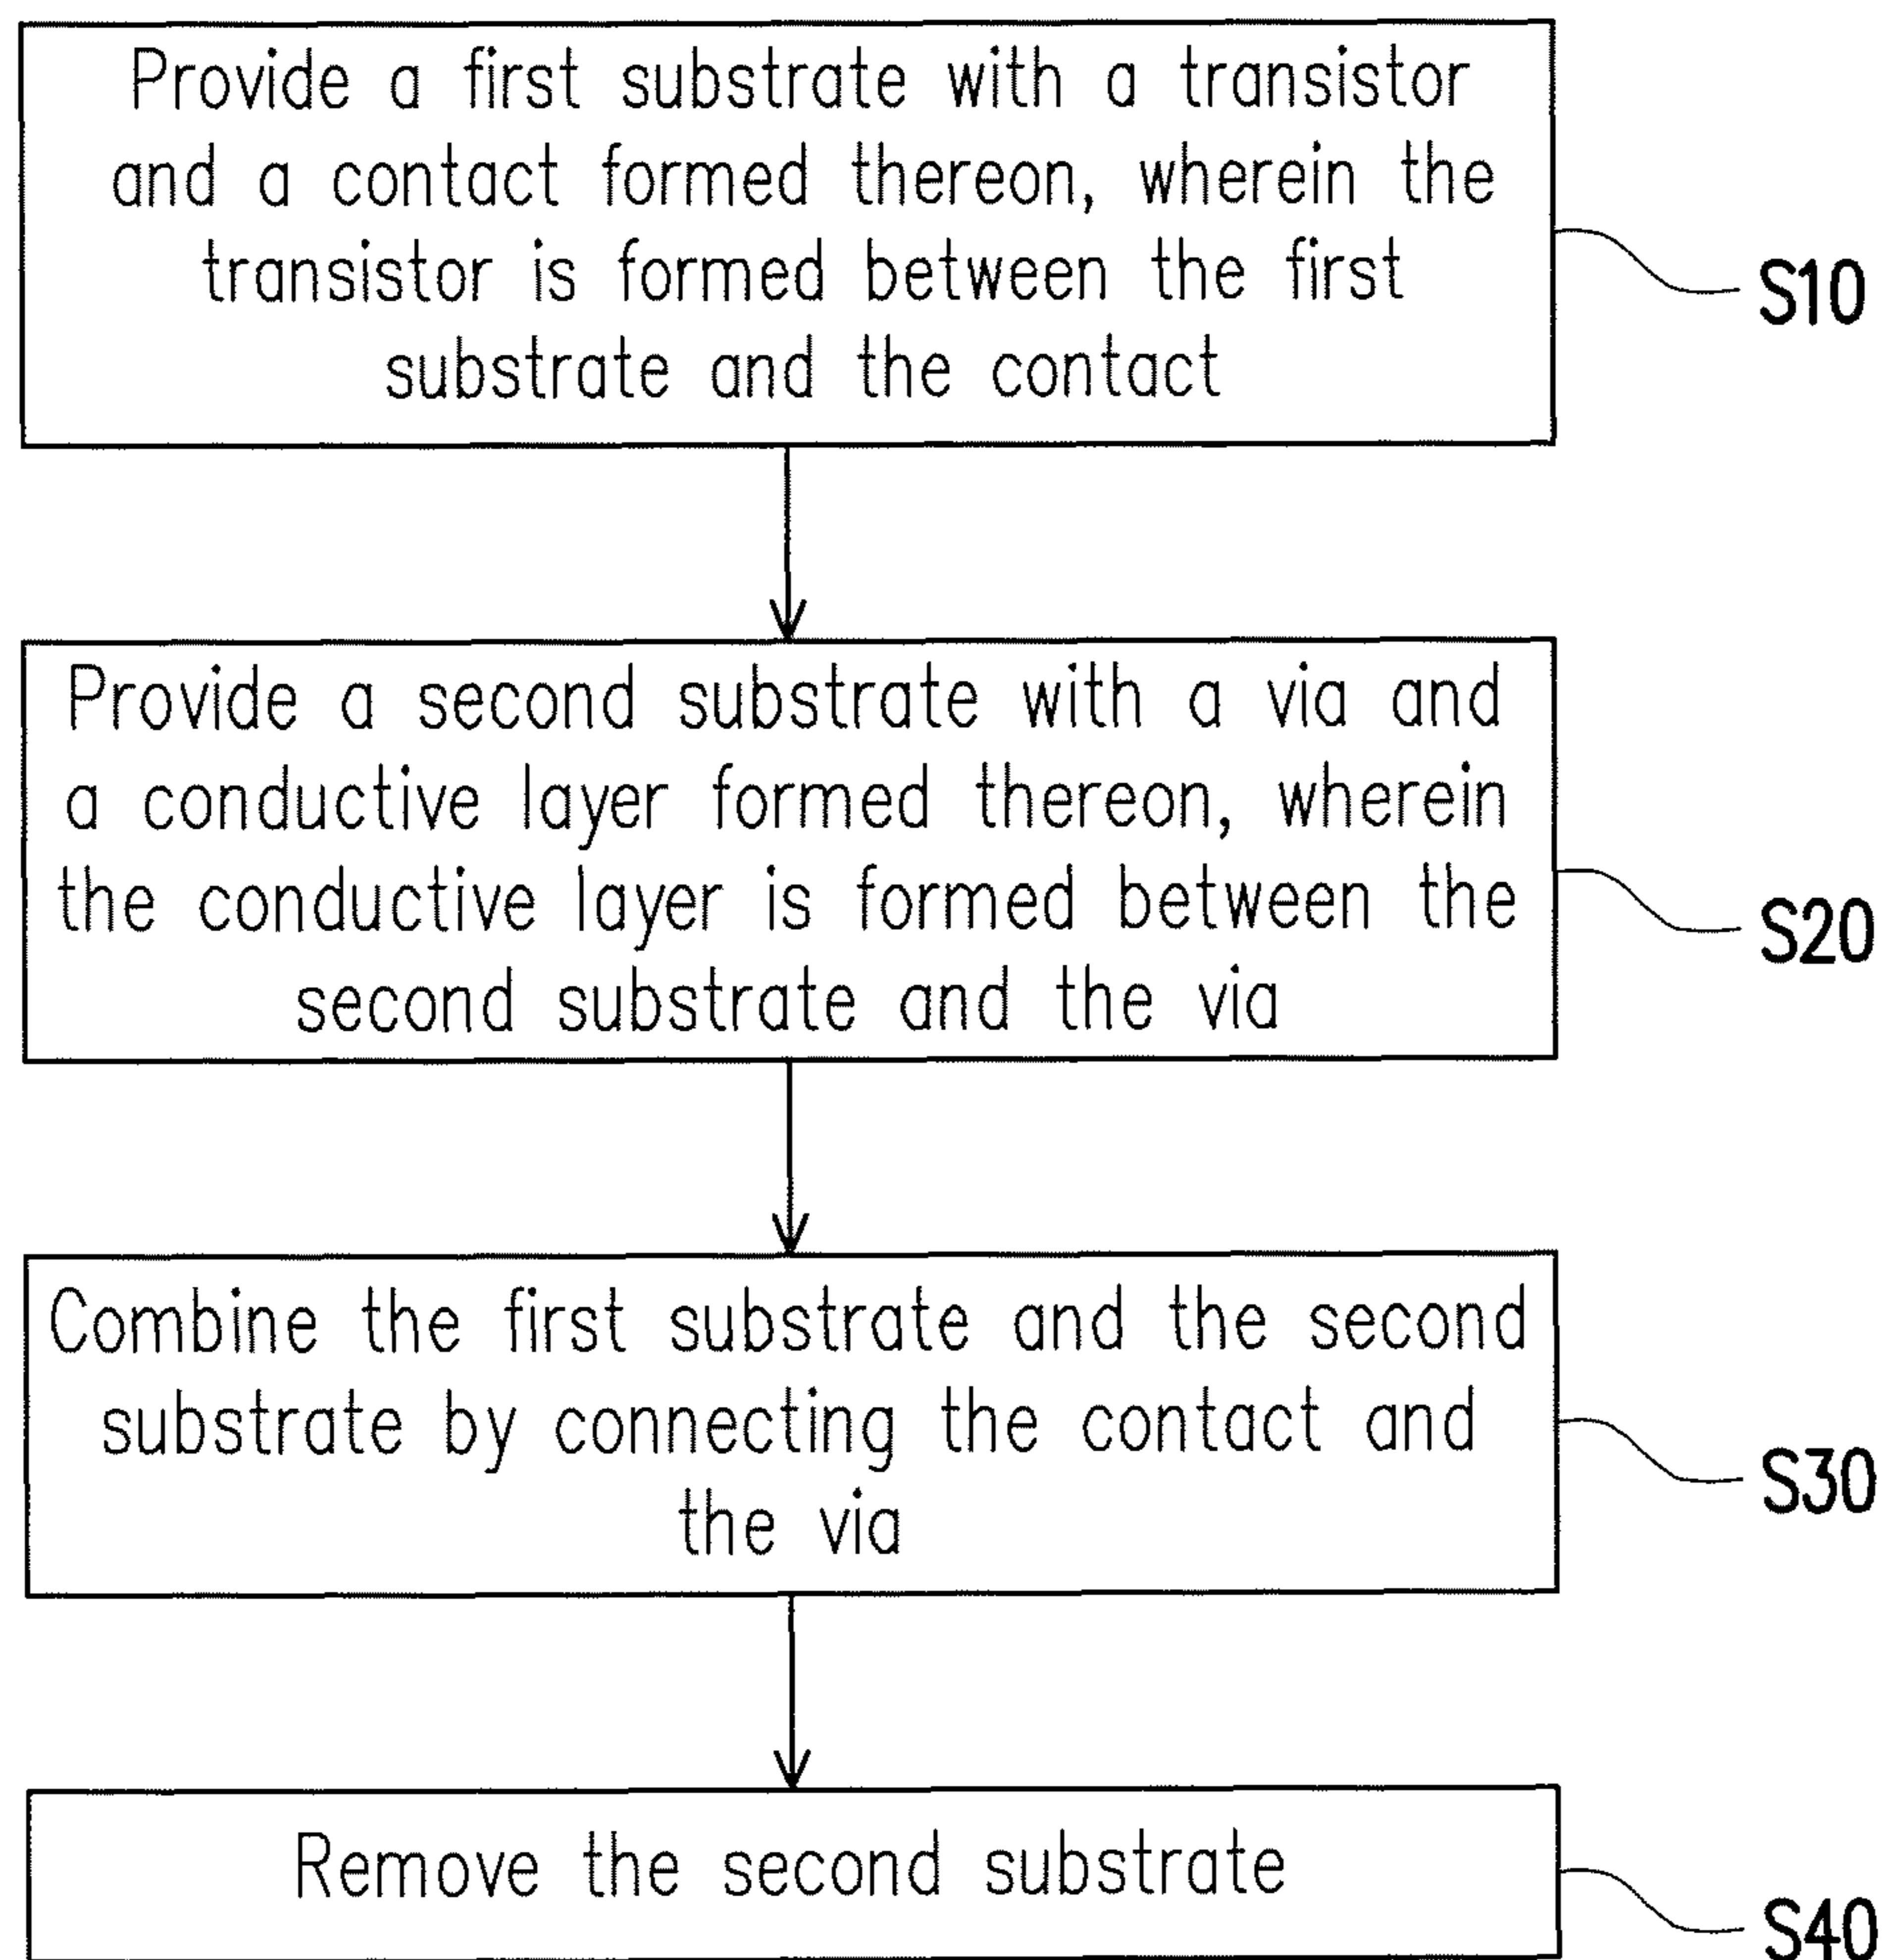 Provide a first substrate with a transistor
and a contact formed thereon, wherein the
transistor is formed between the first
substrate and the contact
S10
Provide a second substrate with a via and
a conductive layer formed thereon, wherein
the conductive layer is formed between the
second substrate and the via
S20
Combine the first substrate and the second
substrate by connecting the contact and
the via
S30
Remove the second substrate
S40